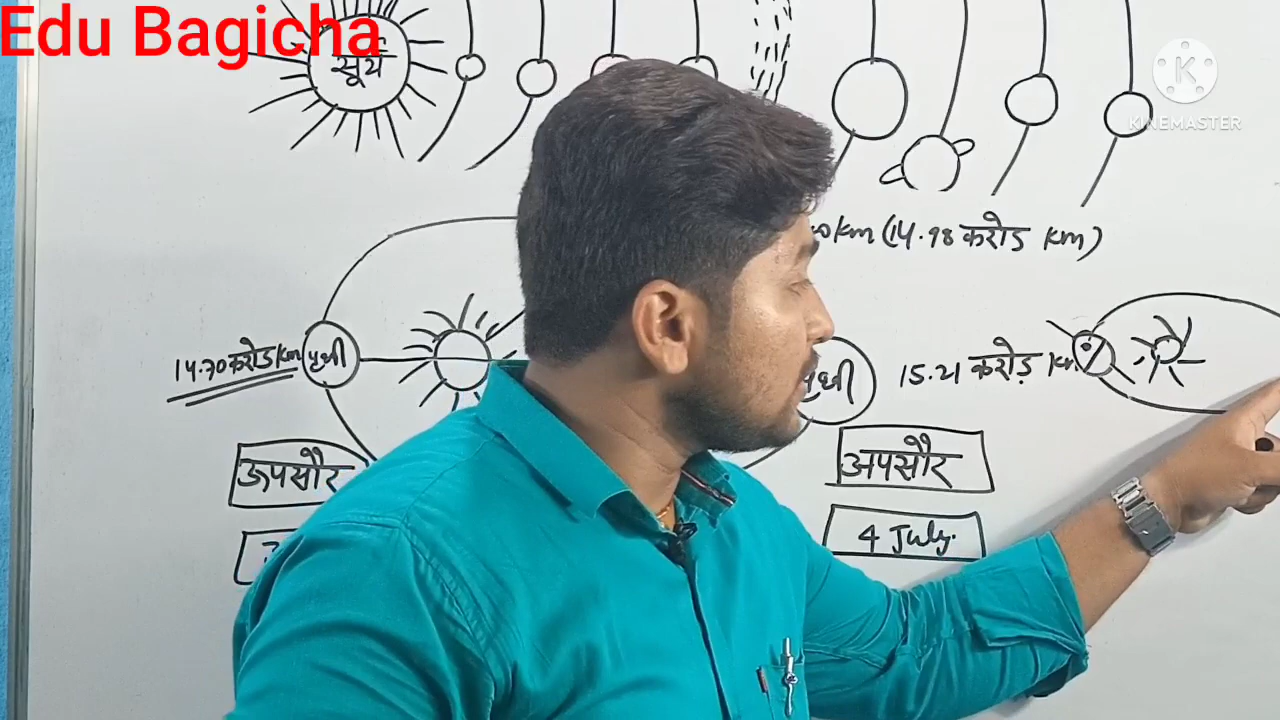 Edu Bagicha
सूर्य
KINEMASTER
km (14.98 करोड km)
14.70 करोड km पृथ्वी
15.21 करोड़ km
उपसौर
अपसौर
4 July.